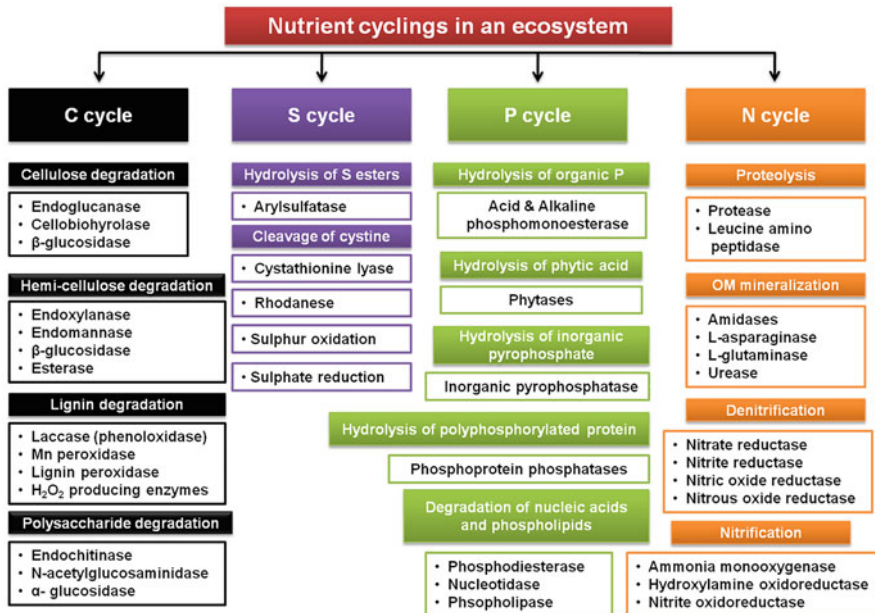 Nutrient cyclings in an ecosystem
C cycle
Cellulose degradation
• Endoglucanase
• Cellobiohyrolase
• β-glucosidase
Hemi-cellulose degradation
• Endoxylanase
• Endomannase
• β-glucosidase
• Esterase
Lignin degradation
• Laccase (phenoloxidase)
• Mn peroxidase
• Lignin peroxidase
• H₂O₂ producing enzymes
Polysaccharide degradation
• Endochitinase
• N-acetylglucosaminidase
• α- glucosidase
S cycle
Hydrolysis of S esters
• Arylsulfatase
Cleavage of cystine
• Cystathionine lyase
• Rhodanese
• Sulphur oxidation
• Sulphate reduction
P cycle
Hydrolysis of organic P
Acid & Alkaline
phosphomonoesterase
Hydrolysis of phytic acid
Phytases
Hydrolysis of inorganic
pyrophosphate
Inorganic pyrophosphatase
Hydrolysis of polyphosphorylated protein
Phosphoprotein phosphatases
Degradation of nucleic acids
and phospholipids
• Phosphodiesterase
• Nucleotidase
• Phsopholipase
N cycle
Proteolysis
• Protease
• Leucine amino
peptidase
OM mineralization
• Amidases
• L-asparaginase
• L-glutaminase
• Urease
Denitrification
• Nitrate reductase
• Nitrite reductase
• Nitric oxide reductase
• Nitrous oxide reductase
Nitrification
• Ammonia monooxygenase
• Hydroxylamine oxidoreductase
• Nitrite oxidoreductase